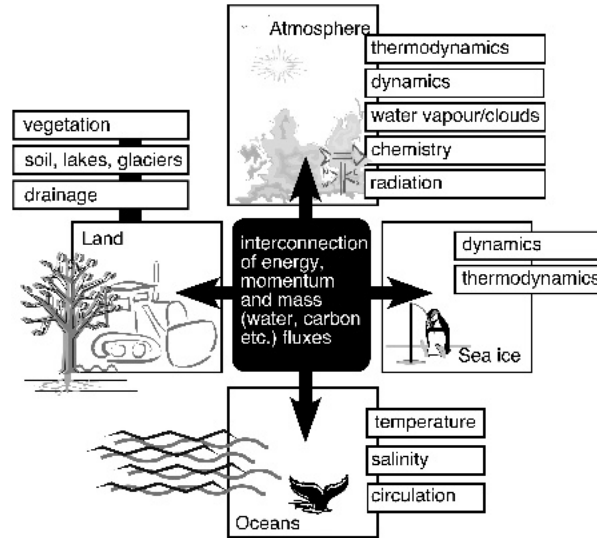 Atmosphere
thermodynamics
dynamics
water vapour/clouds
chemistry
radiation
vegetation
soil, lakes, glaciers
drainage
Land
interconnection
of energy,
momentum
and mass
(water, carbon
etc.) fluxes
dynamics
thermodynamics
Sea ice
temperature
salinity
circulation
Oceans